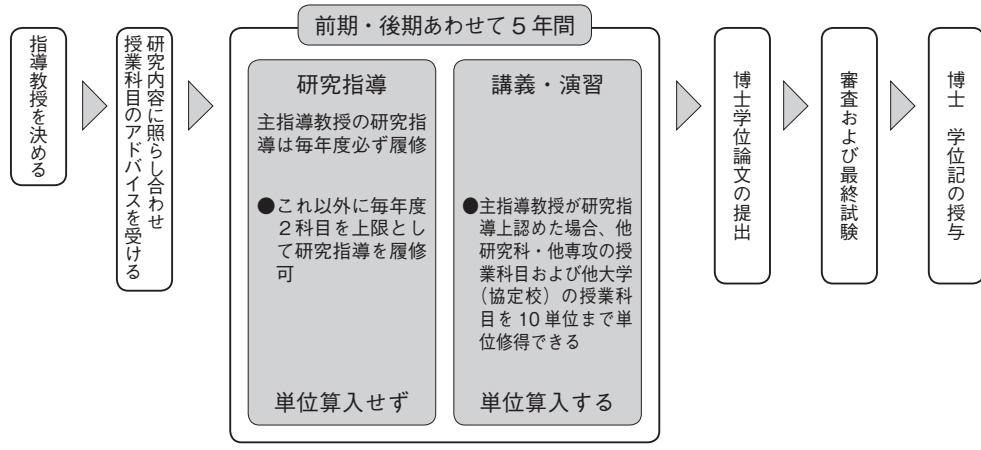 指導教授を決める
研究内容に照らし合わせ
授業科目のアドバイスを受ける
前期・後期あわせて5年間
研究指導
主指導教授の研究指
導は毎年度必ず履修
●これ以外に毎年度
2科目を上限とし
て研究指導を履修
可
単位算入せず
講義・演習
●主指導教授が研究指
導上認めた場合、他
研究科・他専攻の授
業科目および他大学
（協定校）の授業科
目を10単位まで単
位修得できる
単位算入する
博士学位論文の提出
審査および最終試験
博士　学位記の授与